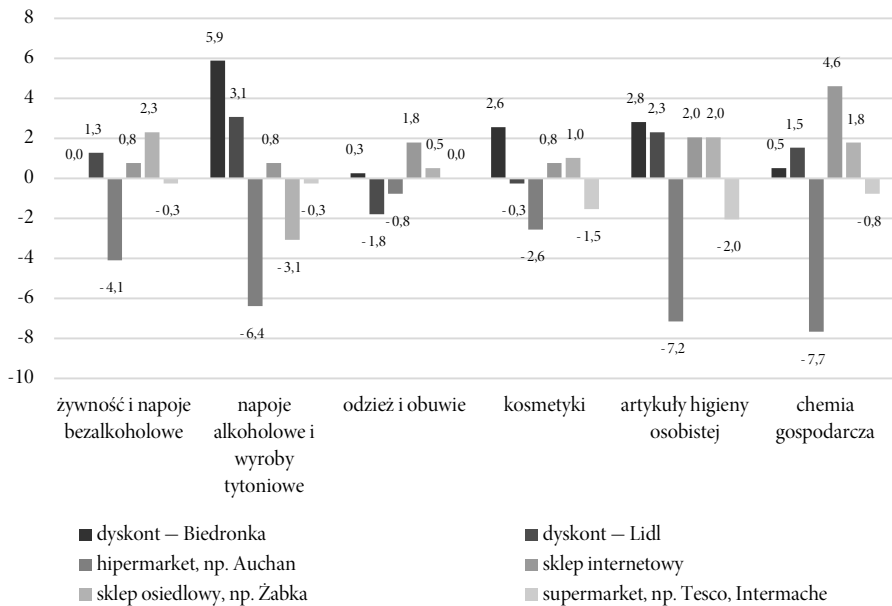 8
6
4
2
0
-2
-4
-6
-8
-10
0,0
1,3
-4,1
0,8
2,3
-0,3
5,9
3,1
-6,4
0,8
-3,1
-0,3
0,3
-1,8
-0,8
1,8
0,5
0,0
2,6
-0,3
-2,6
0,8
1,0
-1,5
2,8
2,3
-7,2
2,0
2,0
-2,0
0,5
1,5
-7,7
4,6
1,8
-0,8
żywność i napoje
bezalkoholowe
napoje
alkoholowe i
wyroby
tytoniowe
odzież i obuwie
kosmetyki
artykuły higieny
osobistej
chemia
gospodarcza
dyskont — Biedronka
dyskont — Lidl
hipermarket, np. Auchan
sklep internetowy
sklep osiedlowy, np. Żabka
supermarket, np. Tesco, Intermache